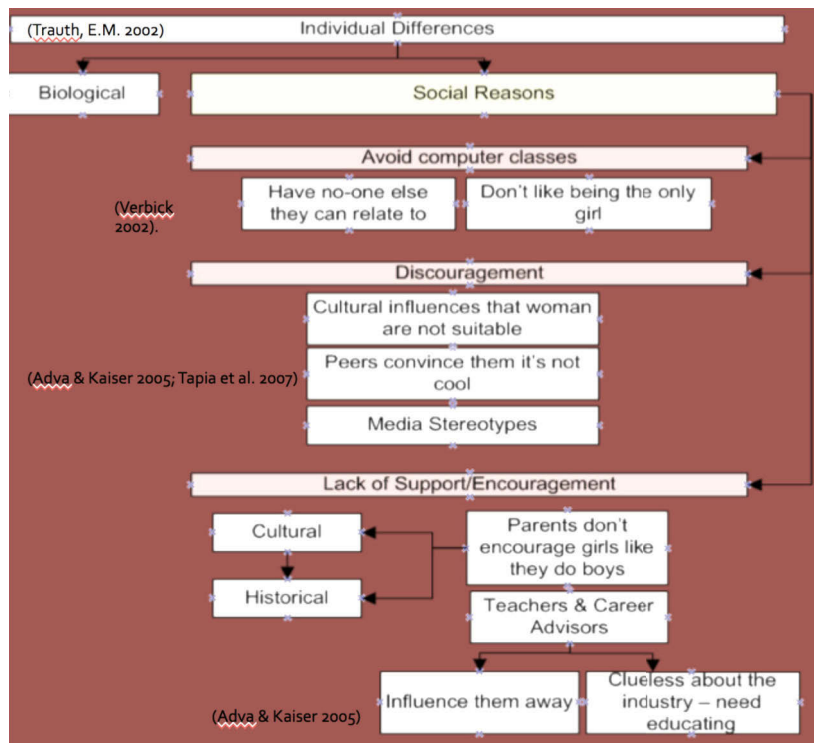 (Trauth, E.M. 2002)
Individual Differences
Biological
Social Reasons
Avoid computer classes
Have no-one else
they can relate to
Don't like being the only
girl
(Verbick
2002).
Discouragement
Cultural influences that woman
are not suitable
Peers convince them it's not
cool
(Adva & Kaiser 2005; Tapia et al. 2007)
Media Stereotypes
Lack of Support/Encouragement
Cultural
Parents don't
encourage girls like
they do boys
Historical
Teachers & Career
Advisors
Influence them away
Clueless about the
industry – need
educating
(Adva & Kaiser 2005)